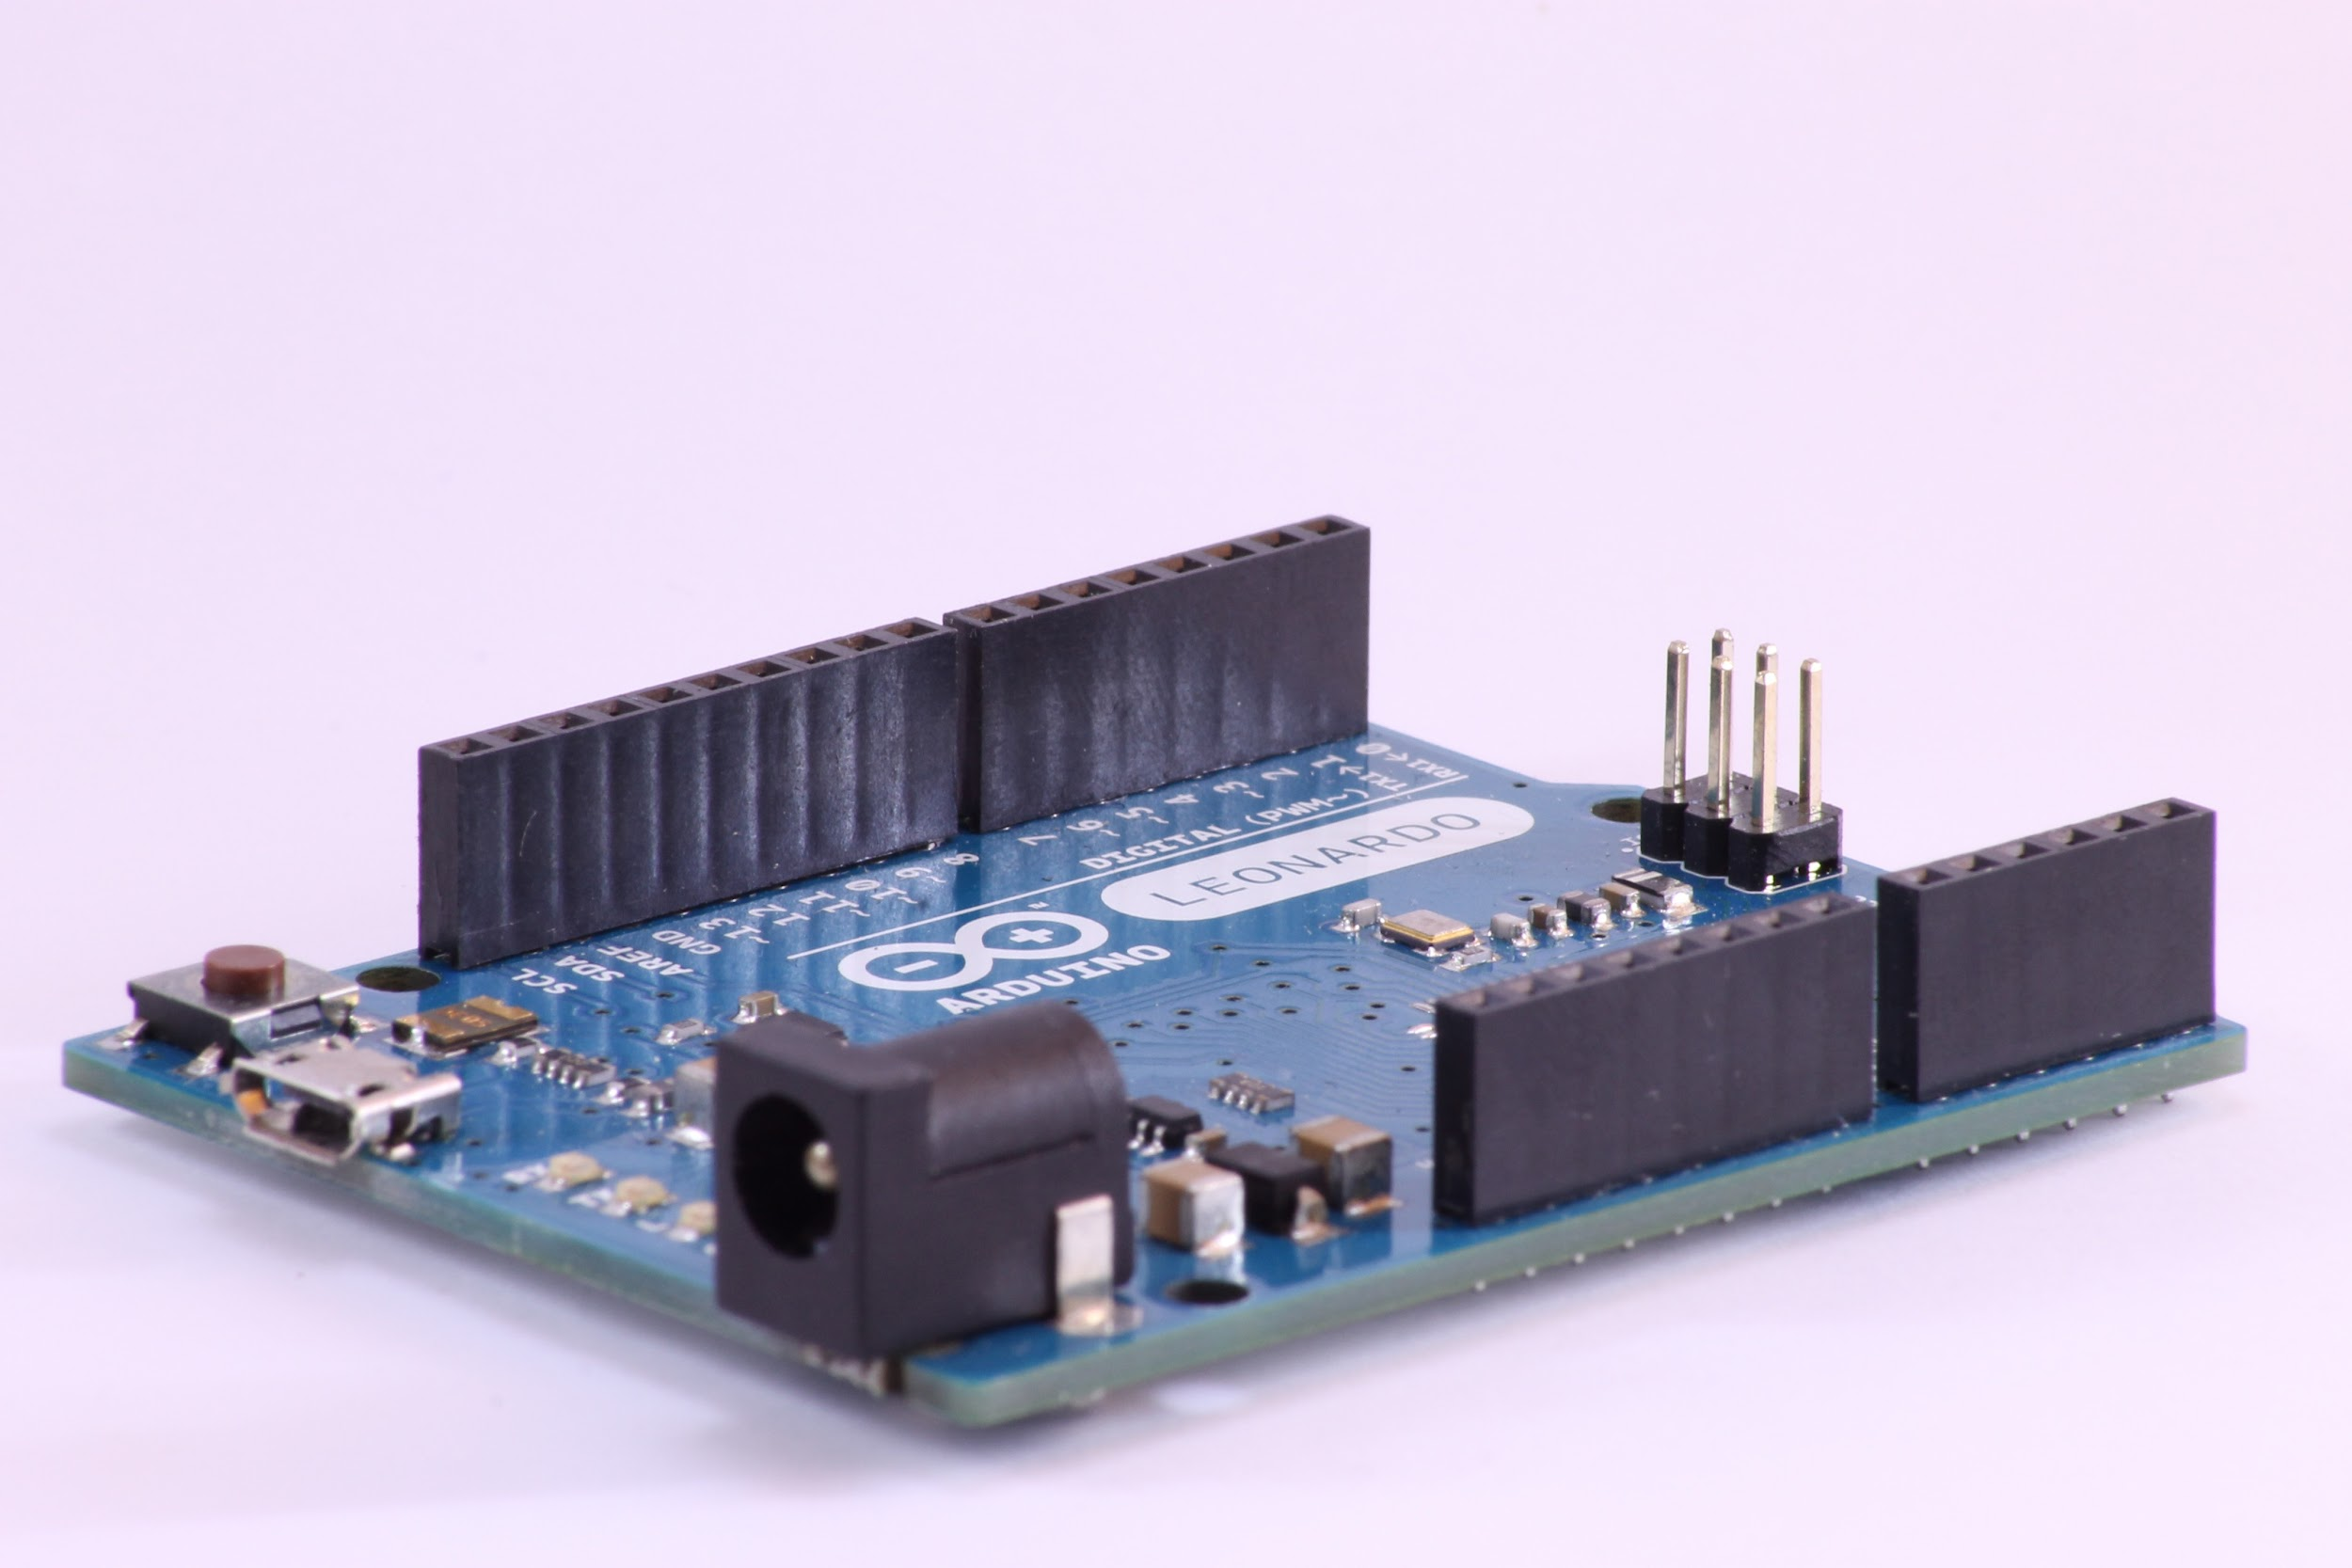 SCL
SDA
AREF
GND
13
12
~11
~10
~9
8
7
~6
~5
4
~3
2
1
0
TX→
RX←
DIGITAL (PWM~)
LEONARDO
ARDUINO